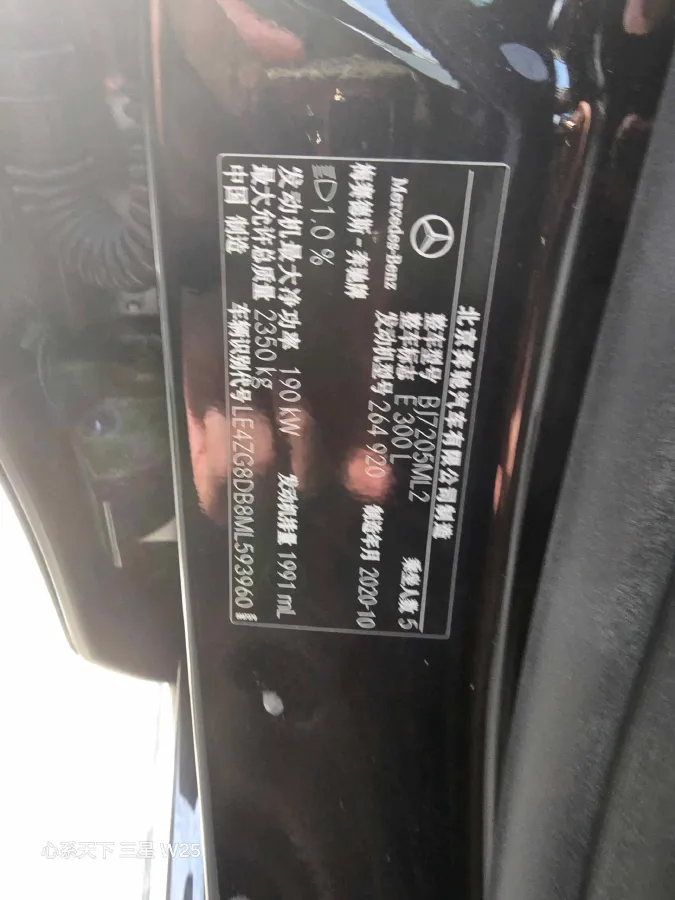 北京奔驰汽车有限公司制造
Mercedes-Benz
梅赛德斯-奔驰牌
整车型号 BJ7205ML2
整车标志 E 300 L 乘坐人数 5
发动机型号 264 920 制造年月 2020-10
1.0 %
发动机最大净功率 190 kW 发动机排量 1991 mL
最大允许总质量 2350 kg
中国 制造 车辆识别代号 LE4ZG8DB8ML593960
心系天下 三星 W25